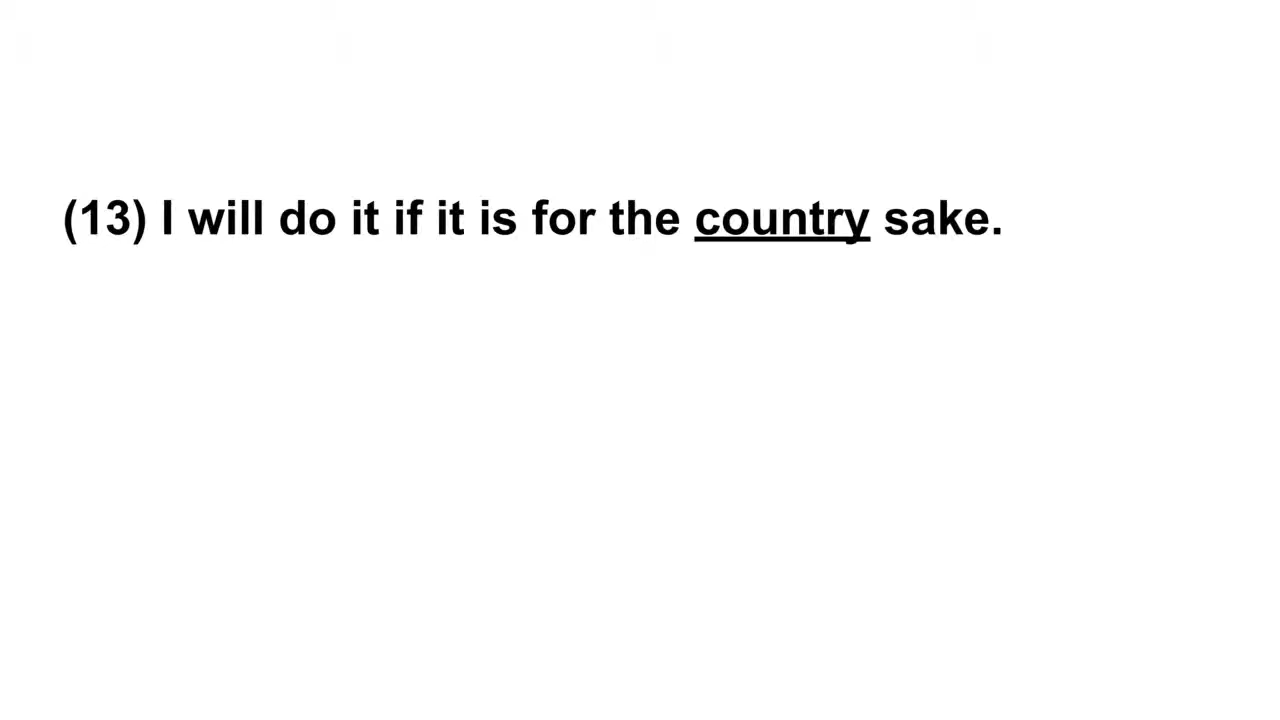 (13) I will do it if it is for the country sake.